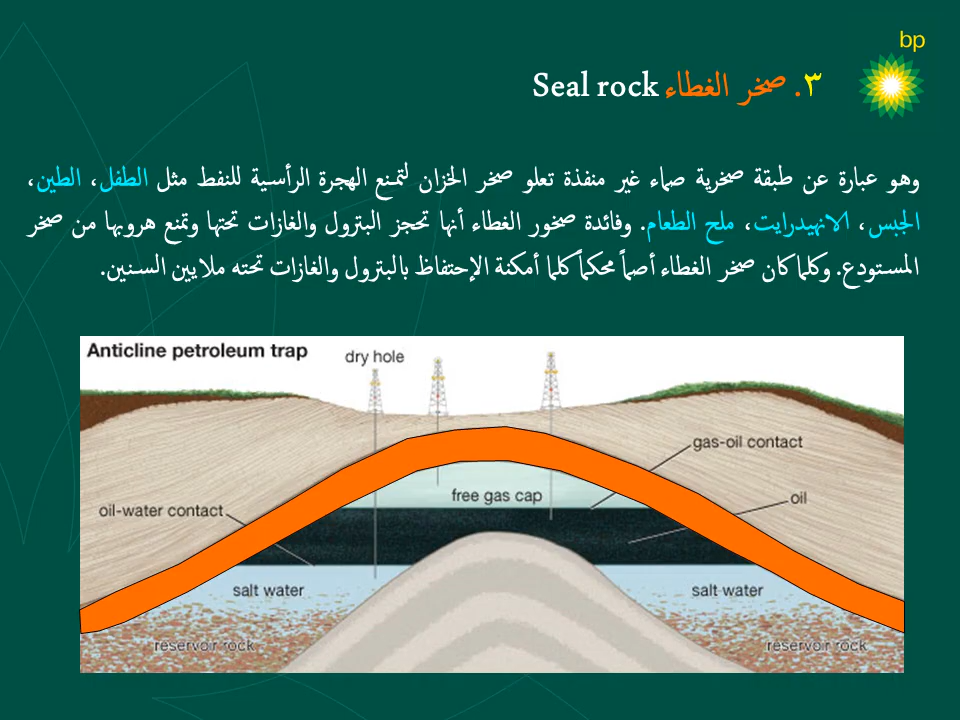 bp
٣. صخر الغطاء Seal rock
وهو عبارة عن طبقة صخرية صماء غير منفذة تعلو صخر الخزان لتمنع الهجرة الرأسية للنفط مثل الطفل، الطين،
الجبس، الانهيدرايت، ملح الطعام. وفائدة صخور الغطاء أنها تحجز البترول والغازات تحتها وتمنع هروبها من صخر
المستودع. وكلما كان صخر الغطاء أصماً محكماً كلما أمكنة الإحتفاظ بالبترول والغازات تحته ملايين السنين.
Anticline petroleum trap
dry hole
gas-oil contact
free gas cap
oil
oil-water contact
salt water
salt water
reservoir rock
reservoir rock